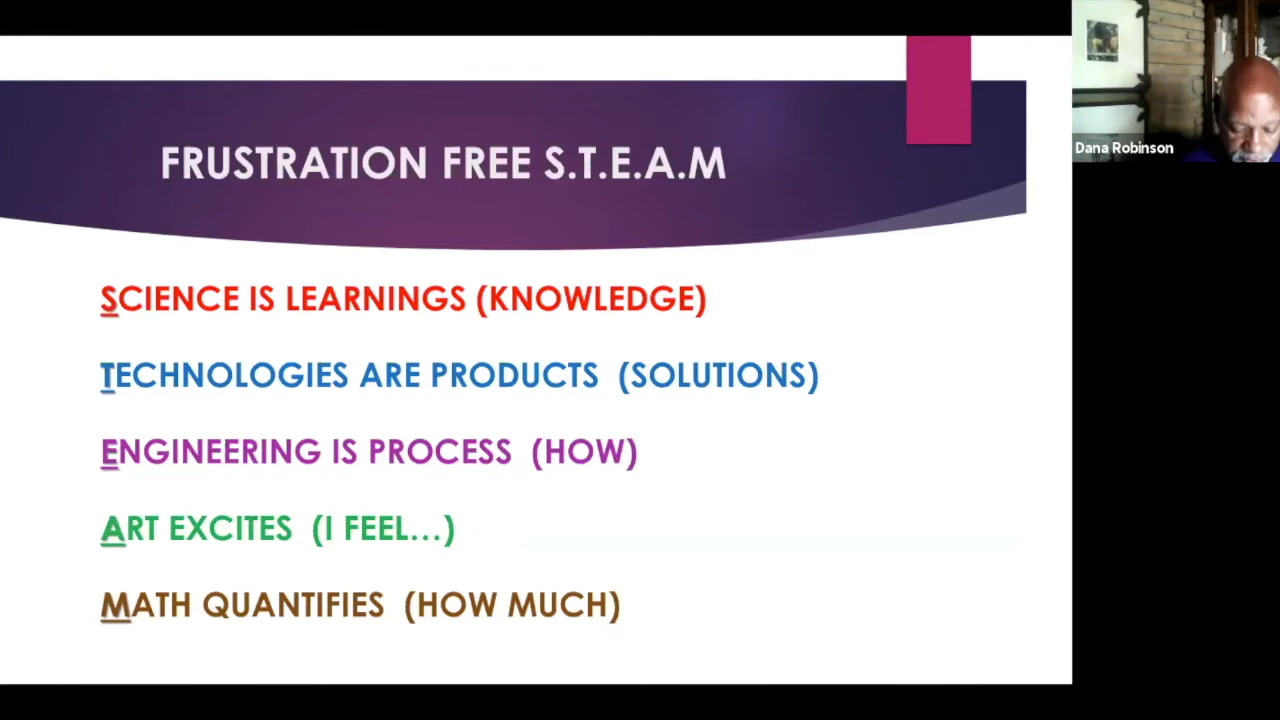 FRUSTRATION FREE S.T.E.A.M
Dana Robinson
SCIENCE IS LEARNINGS (KNOWLEDGE)
TECHNOLOGIES ARE PRODUCTS (SOLUTIONS)
ENGINEERING IS PROCESS (HOW)
ART EXCITES (I FEEL...)
MATH QUANTIFIES (HOW MUCH)